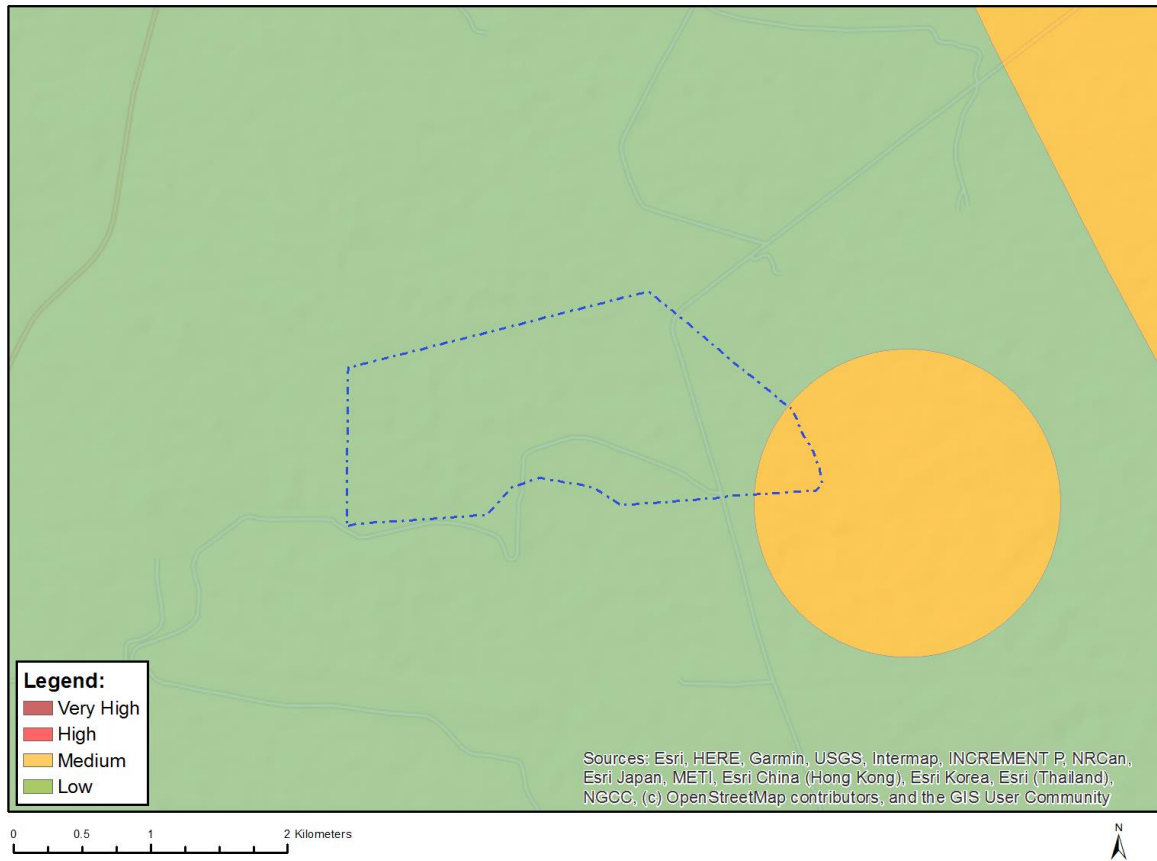 Legend:
Very High
High
Medium
Low
Sources: Esri, HERE, Garmin, USGS, Intermap, INCREMENT P, NRCan,
Esri Japan, METI, Esri China (Hong Kong), Esri Korea, Esri (Thailand),
NGCC, (c) OpenStreetMap contributors, and the GIS User Community
0 0.5 1 2 Kilometers
N